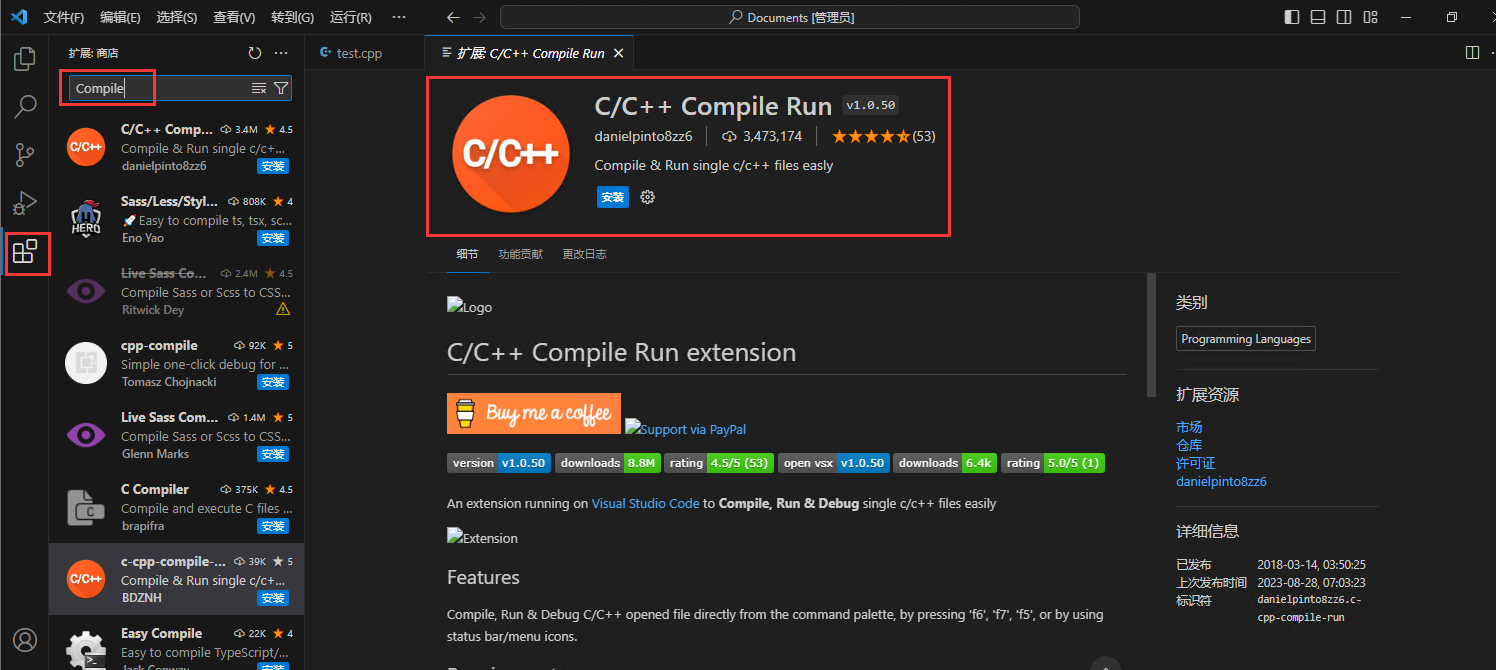 文件(F) 编辑(E) 选择(S) 查看(V) 转到(G) 运行(R) ··· Documents [管理员]
扩展: 商店
test.cpp
扩展: C/C++ Compile Run
Compile
C/C++ Comp... 3.4M 4.5
Compile & Run single c/c+...
danielpinto8zz6 安装
Sass/Less/Styl... 808K 4
Easy to compile ts, tsx, sc...
Eno Yao 安装
HERO
Live Sass Co... 2.4M 4.5
Compile Sass or Scss to CSS...
Ritwick Dey
cpp-compile 92K 5
Simple one-click debug for ...
Tomasz Chojnacki 安装
Live Sass Com... 1.4M 5
Compile Sass or Scss to CSS...
Glenn Marks 安装
C Compiler 375K 4.5
Compile and execute C files ...
brapifra 安装
c-cpp-compile-... 39K 5
Compile & Run single c/c+...
BDZNH 安装
Easy Compile 22K 4
Easy to compile TypeScript/...
Jack Conway 安装
C/C++
C/C++ Compile Run v1.0.50
danielpinto8zz6 3,473,174 (53)
Compile & Run single c/c++ files easly
安装
细节 功能贡献 更改日志
Logo
C/C++ Compile Run extension
Buy me a coffee Support via PayPal
version v1.0.50 downloads 8.8M rating 4.5/5 (53) open vsx v1.0.50 downloads 6.4k rating 5.0/5 (1)
An extension running on Visual Studio Code to Compile, Run & Debug single c/c++ files easily
Extension
Features
Compile, Run & Debug C/C++ opened file directly from the command palette, by pressing 'f6', 'f7', 'f5', or by using
status bar/menu icons.
类别
Programming Languages
扩展资源
市场
仓库
许可证
danielpinto8zz6
详细信息
已发布 2018-03-14, 03:50:25
上次发布时间 2023-08-28, 07:03:23
标识符 danielpinto8zz6.c-
cpp-compile-run